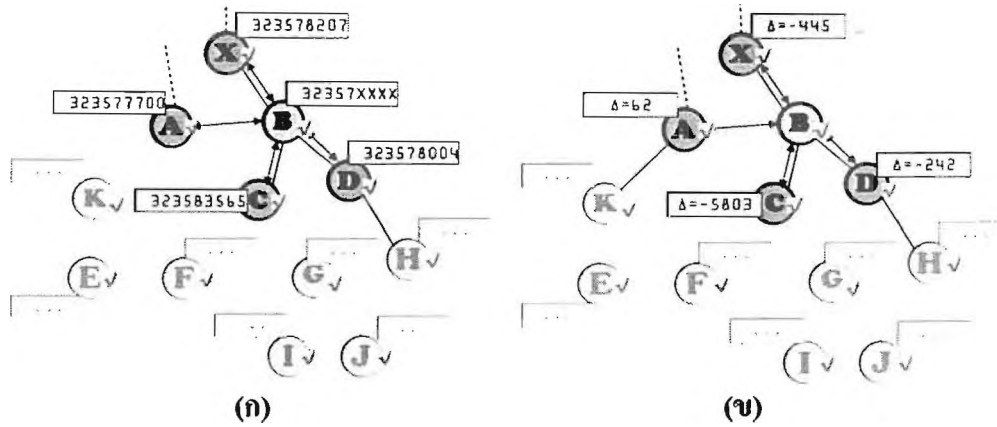 323578207
X
323577700
32357XXXX
A
B
323578004
D
323583565
C
K
H
E
F
G
I
J
(ก)
Δ=-445
X
Δ=62
A
B
Δ=-242
D
K
Δ=-5803
C
H
E
F
G
I
J
(ข)